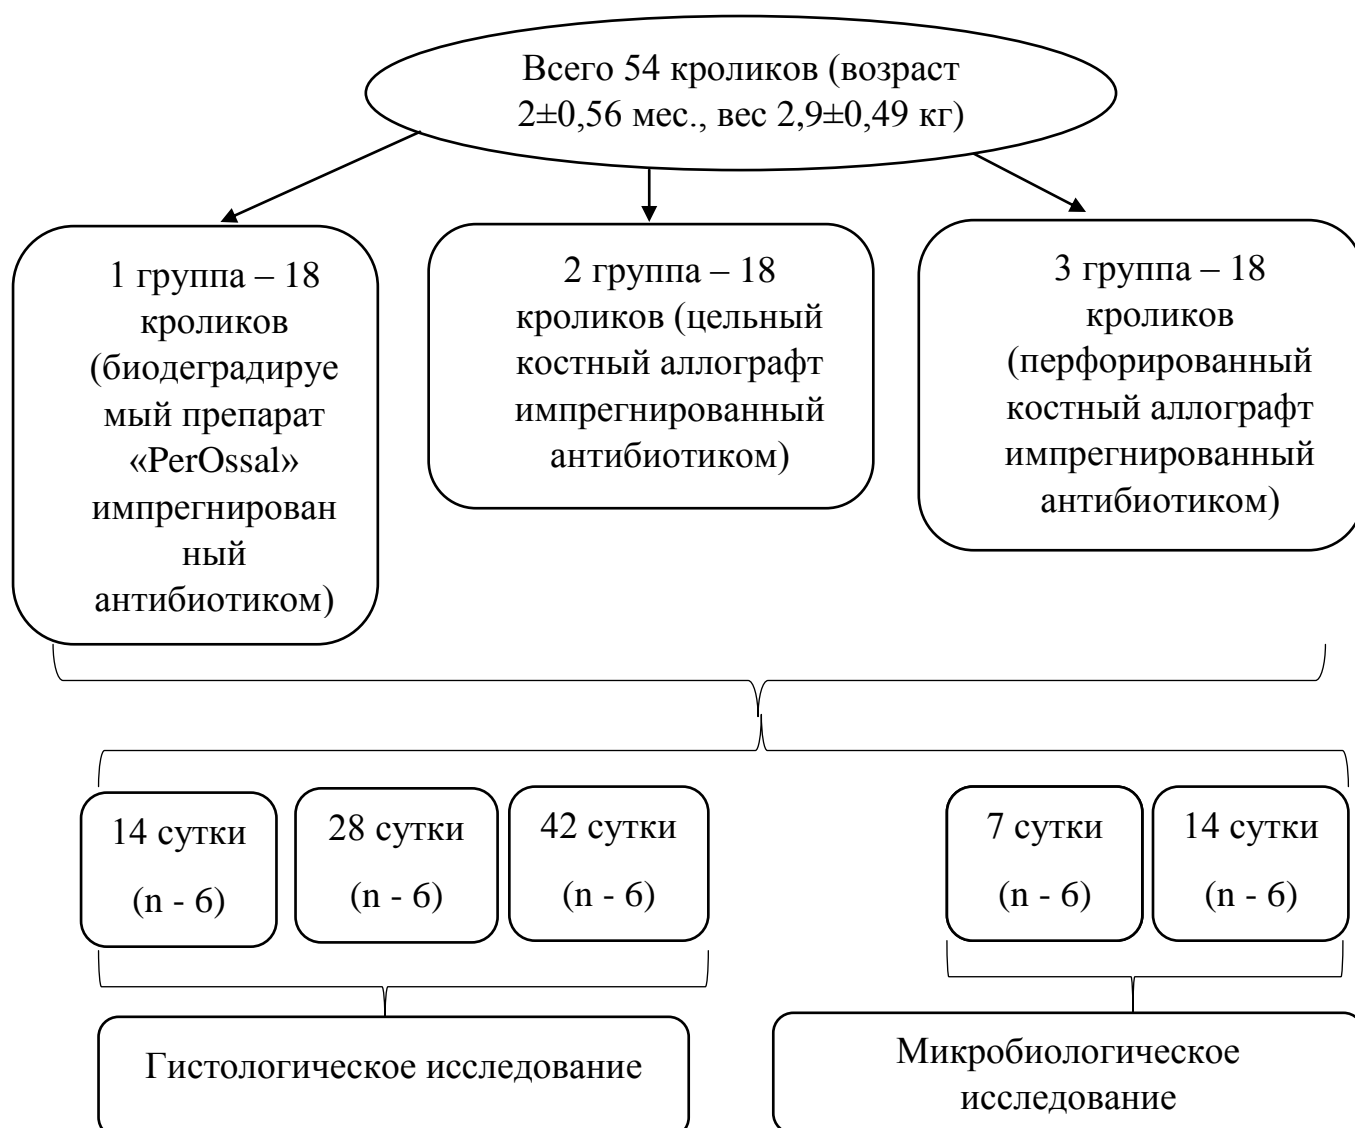 Всего 54 кроликов (возраст
2±0,56 мес., вес 2,9±0,49 кг)
1 группа – 18
кроликов
(биодеградируе
мый препарат
«PerOssal»
импрегнирован
ный
антибиотиком)
2 группа – 18
кроликов (цельный
костный аллографт
импрегнированный
антибиотиком)
3 группа – 18
кроликов
(перфорированный
костный аллографт
импрегнированный
антибиотиком)
14 сутки
(n - 6)
28 сутки
(n - 6)
42 сутки
(n - 6)
7 сутки
(n - 6)
14 сутки
(n - 6)
Гистологическое исследование
Микробиологическое
исследование